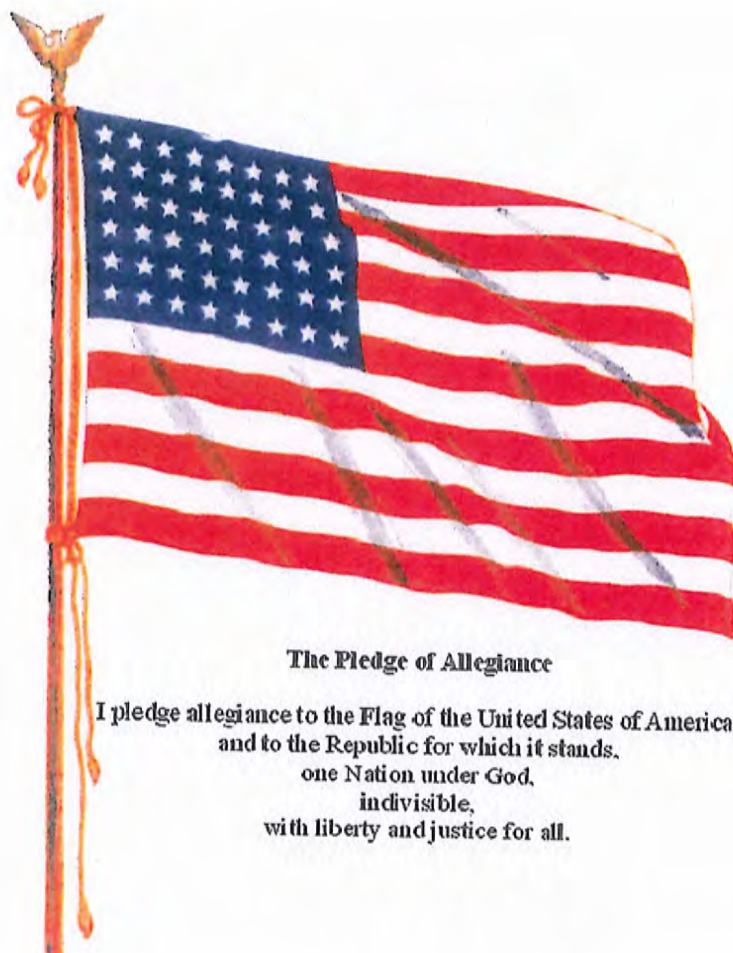 The Pledge of Allegiance
I pledge allegiance to the Flag of the United States of America
and to the Republic for which it stands,
one Nation under God,
indivisible,
with liberty and justice for all.